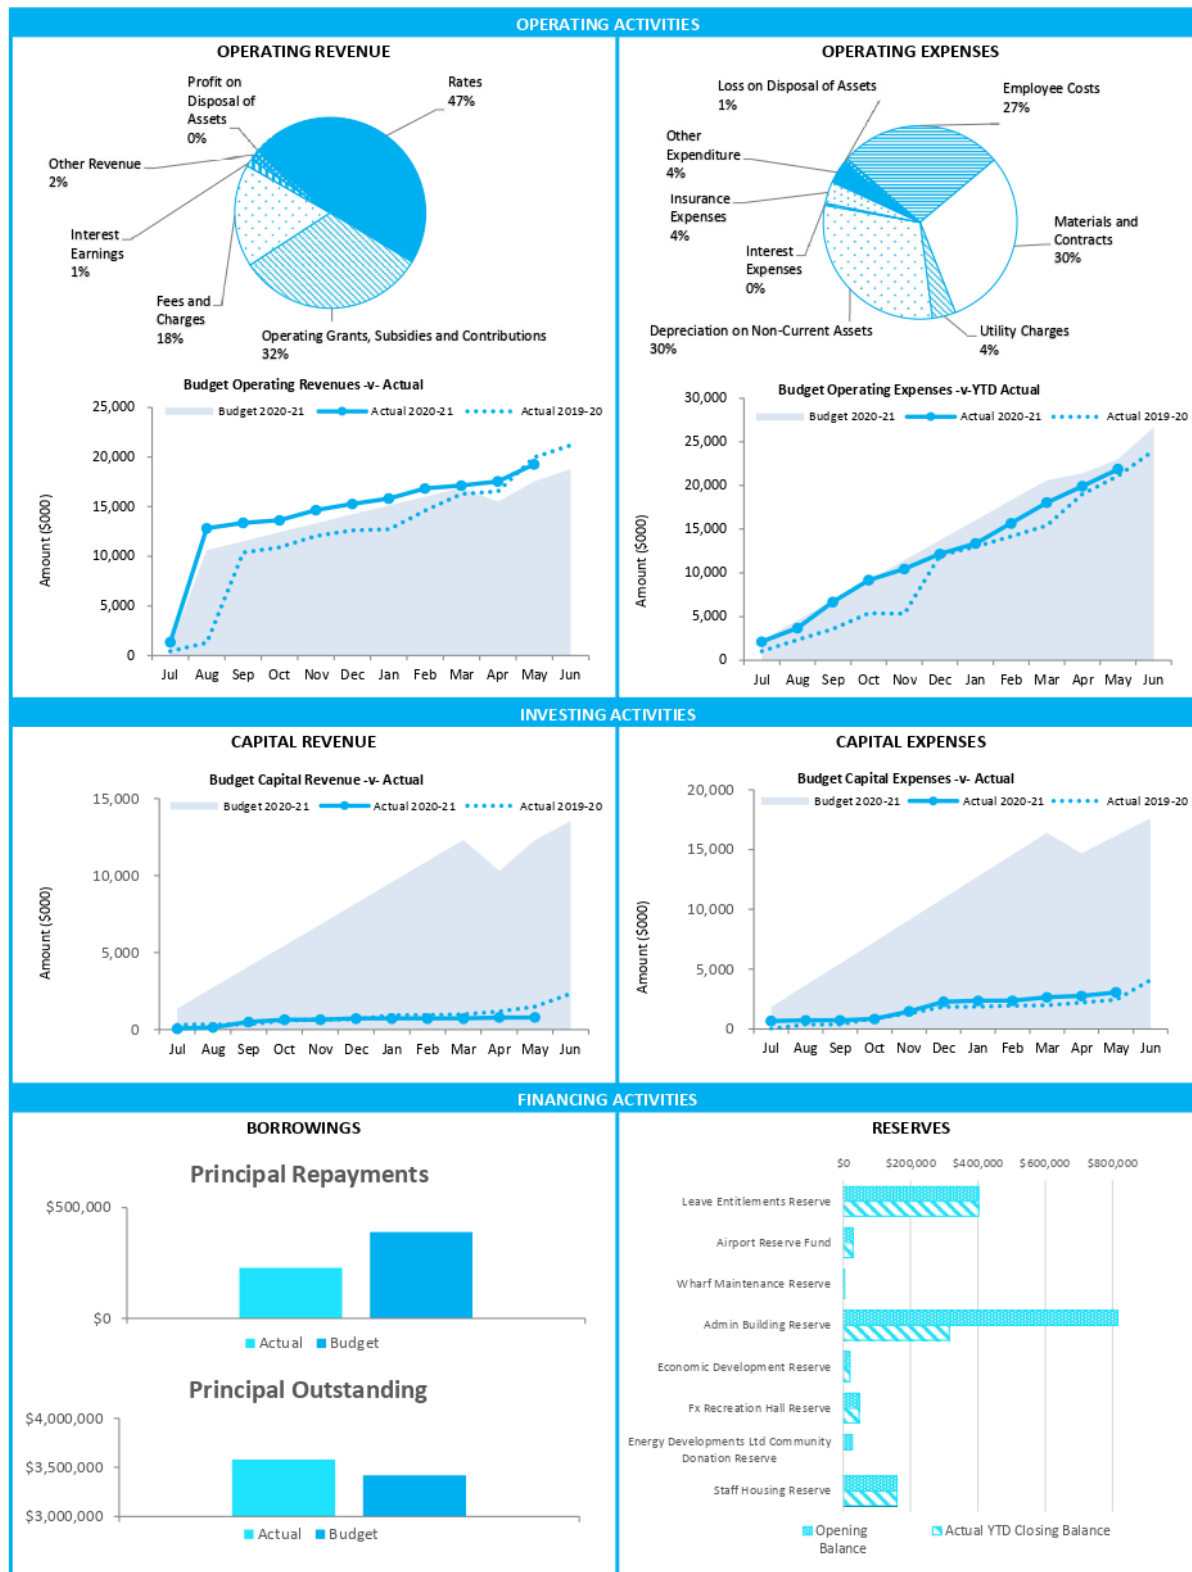 OPERATING ACTIVITIES
OPERATING REVENUE
Profit on
Disposal of
Assets
0%
Rates
47%
Other Revenue
2%
Interest
Earnings
1%
Fees and
Charges
18%
Operating Grants, Subsidies and Contributions
32%
OPERATING EXPENSES
Loss on Disposal of Assets
1%
Employee Costs
27%
Other
Expenditure
4%
Insurance
Expenses
4%
Materials and
Contracts
30%
Interest
Expenses
0%
Depreciation on Non-Current Assets
30%
Utility Charges
4%
Budget Operating Revenues -v- Actual
Budget 2020-21 Actual 2020-21 Actual 2019-20
Amount ($000)
25,000
20,000
15,000
10,000
5,000
0
Jul Aug Sep Oct Nov Dec Jan Feb Mar Apr May Jun
Budget Operating Expenses -v-YTD Actual
Budget 2020-21 Actual 2020-21 Actual 2019-20
Amount ($000)
30,000
25,000
20,000
15,000
10,000
5,000
0
Jul Aug Sep Oct Nov Dec Jan Feb Mar Apr May Jun
INVESTING ACTIVITIES
CAPITAL REVENUE
Budget Capital Revenue -v- Actual
Budget 2020-21 Actual 2020-21 Actual 2019-20
Amount ($000)
15,000
10,000
5,000
0
Jul Aug Sep Oct Nov Dec Jan Feb Mar Apr May Jun
CAPITAL EXPENSES
Budget Capital Expenses -v- Actual
Budget 2020-21 Actual 2020-21 Actual 2019-20
Amount ($000)
20,000
15,000
10,000
5,000
0
Jul Aug Sep Oct Nov Dec Jan Feb Mar Apr May Jun
FINANCING ACTIVITIES
BORROWINGS
Principal Repayments
$500,000
$0
Actual Budget
Principal Outstanding
$4,000,000
$3,500,000
$3,000,000
Actual Budget
RESERVES
$0 $200,000 $400,000 $600,000 $800,000
Leave Entitlements Reserve
Airport Reserve Fund
Wharf Maintenance Reserve
Admin Building Reserve
Economic Development Reserve
Fx Recreation Hall Reserve
Energy Developments Ltd Community
Donation Reserve
Staff Housing Reserve
Opening Actual YTD Closing Balance
Balance